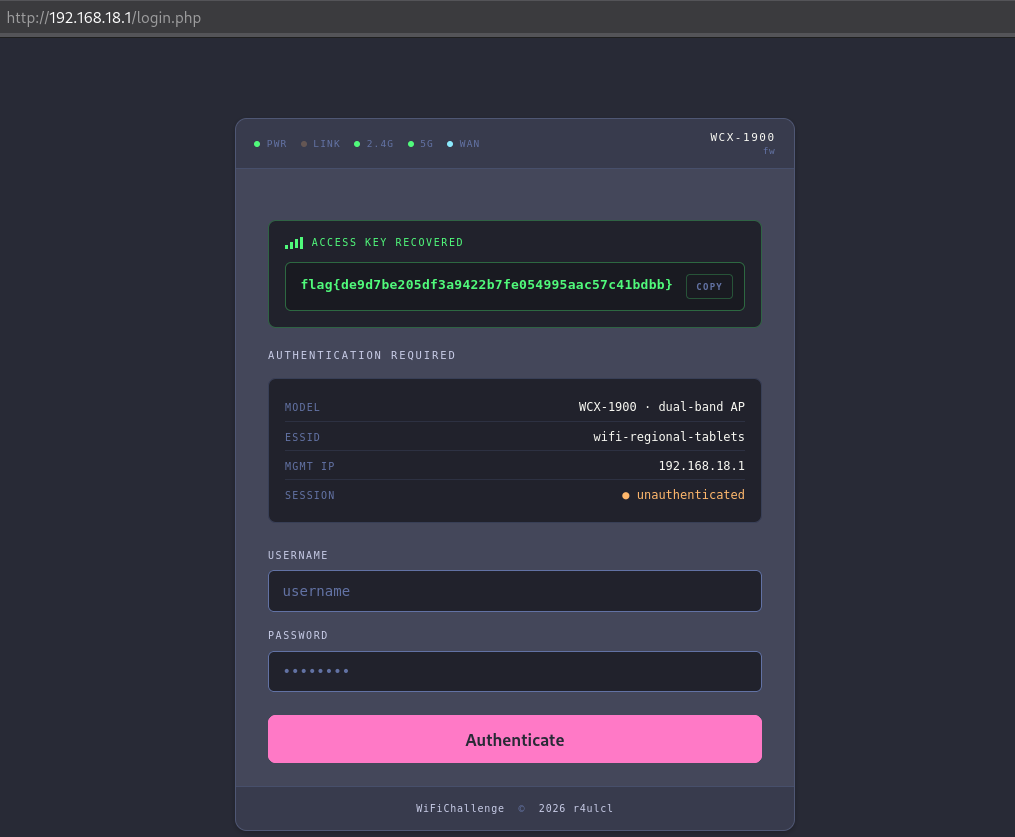 http://192.168.18.1/login.php
PWR LINK 2.4G 5G WAN
WCX-1900
fw
ACCESS KEY RECOVERED
flag{de9d7be205df3a9422b7fe054995aac57c41bdbb}
COPY
AUTHENTICATION REQUIRED
MODEL WCX-1900 · dual-band AP
ESSID wifi-regional-tablets
MGMT IP 192.168.18.1
SESSION ● unauthenticated
USERNAME
username
PASSWORD
••••••••
Authenticate
WiFiChallenge © 2026 r4ulcl